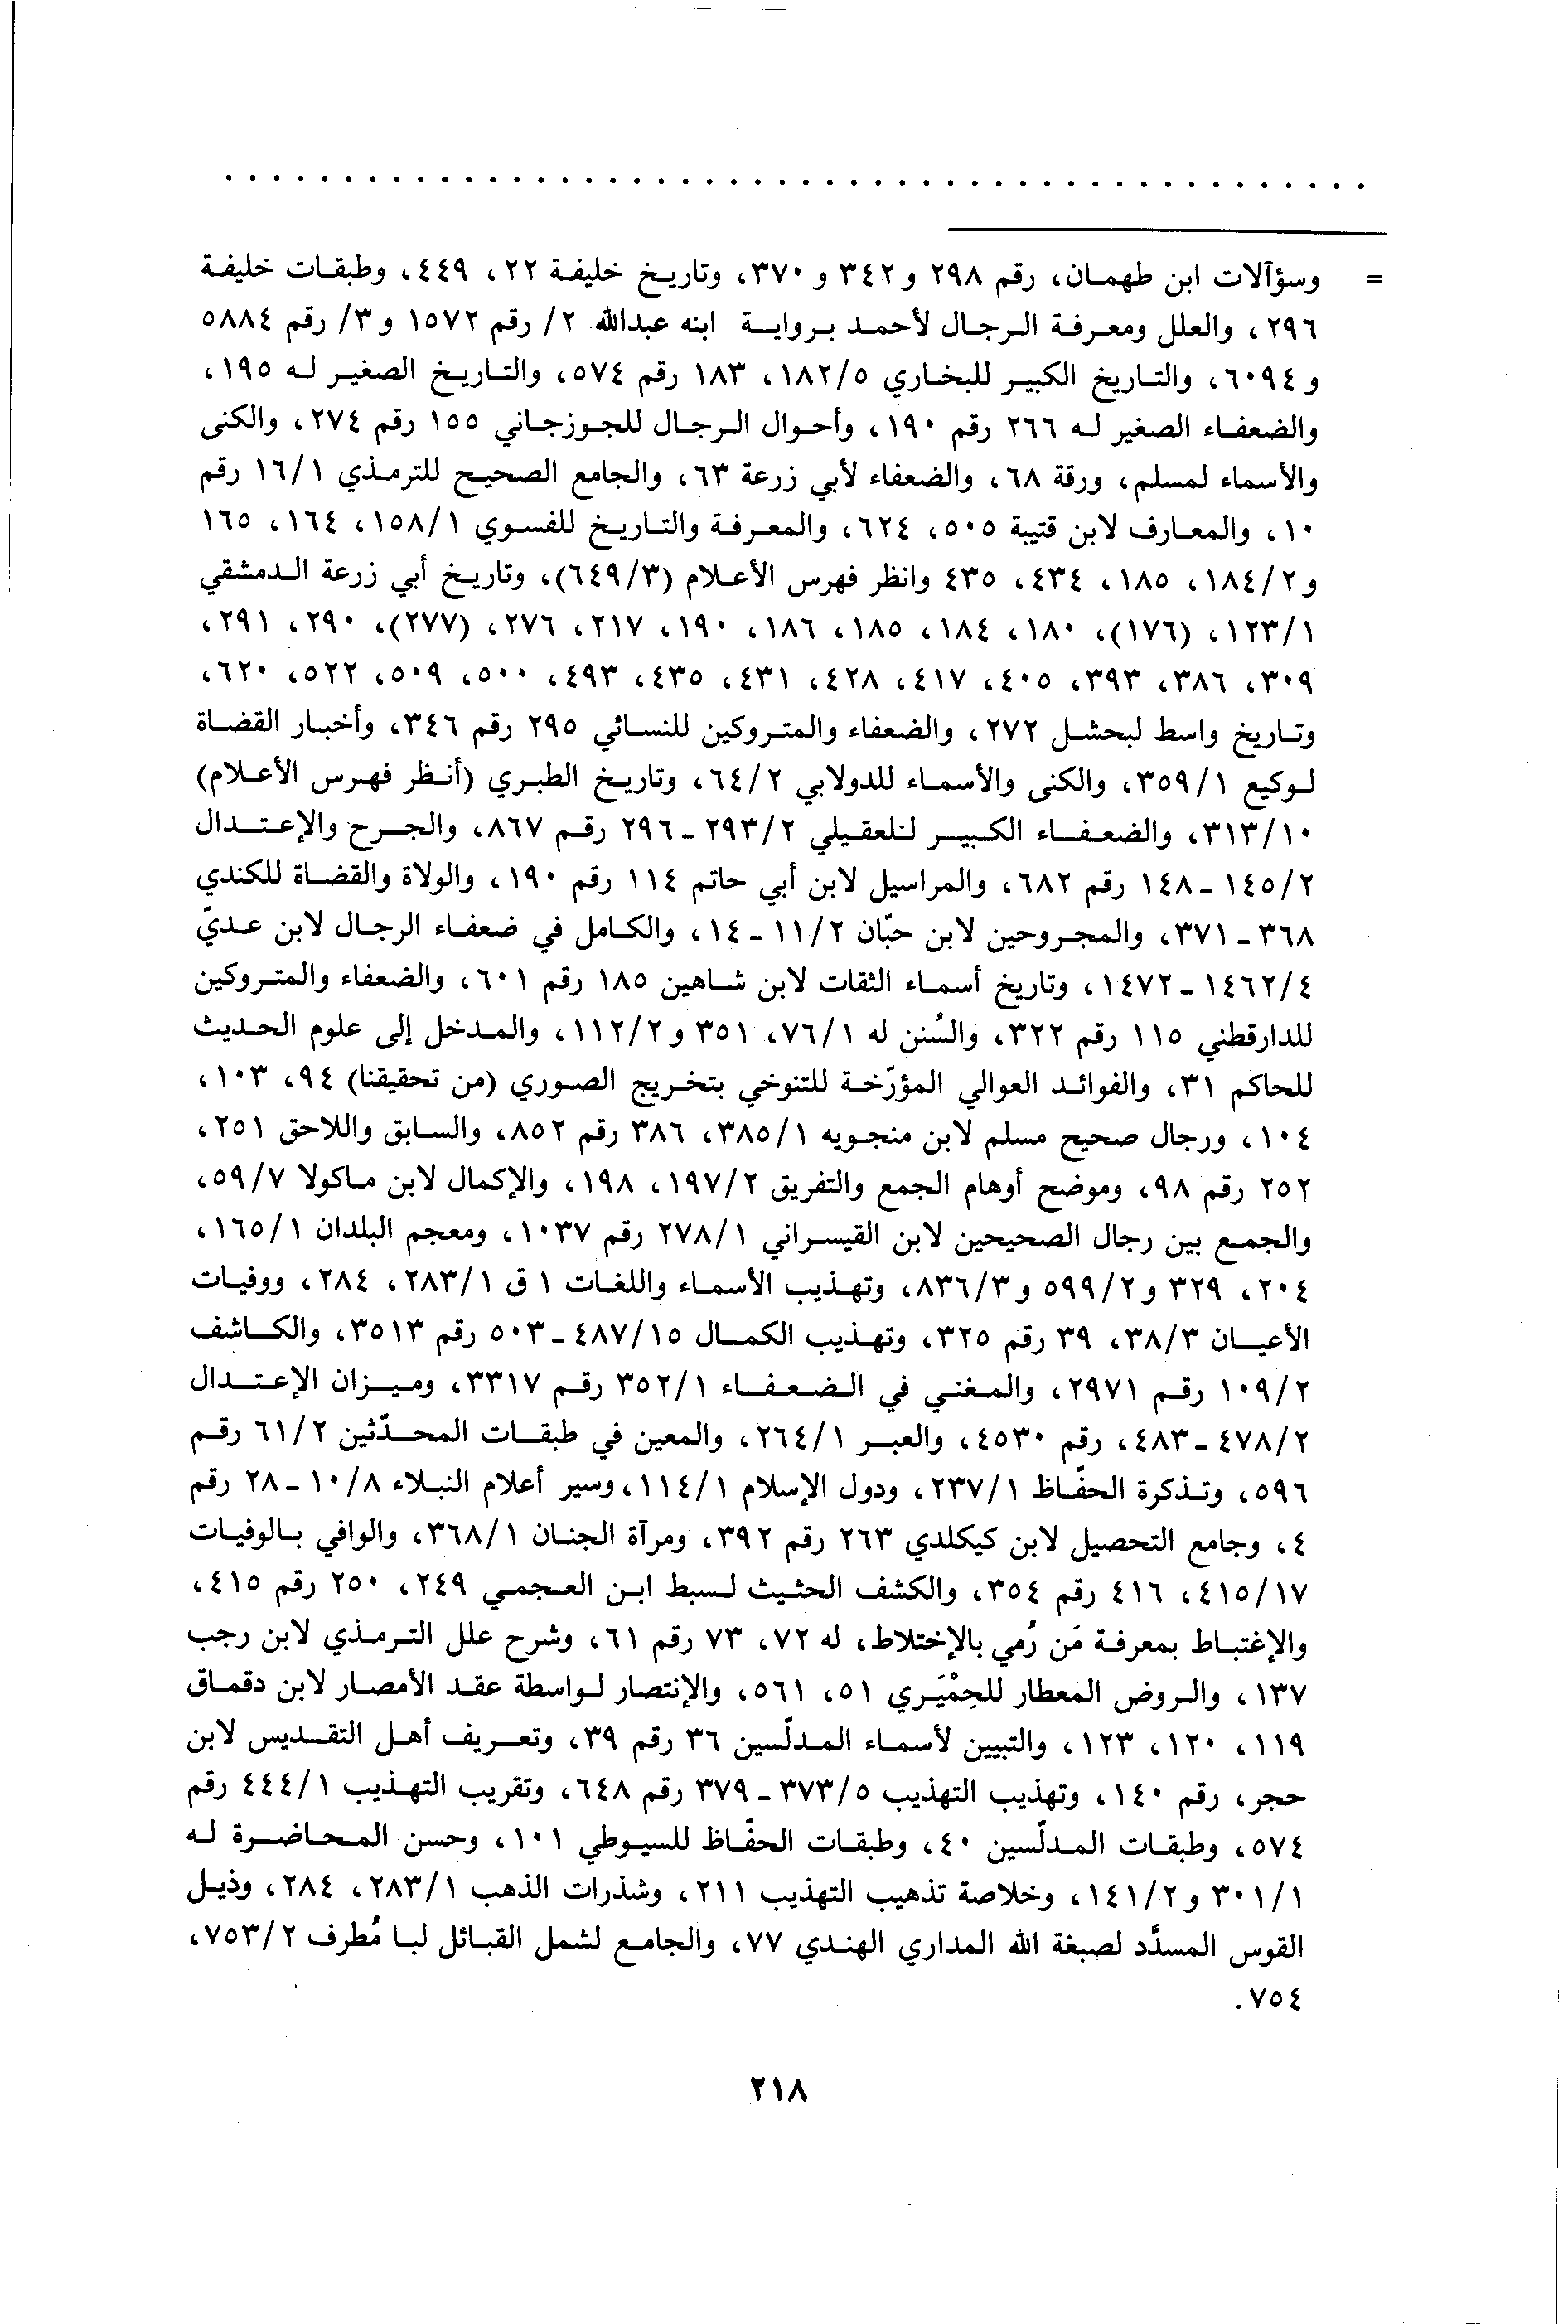 . . . . . . . . . . . . . . . . . . . . . . . . . . . . . . . . . . . . . . . . . . . . . . . .
= وسؤآلات ابن طهمان، رقم ٢٩٨ و ٣٤٢ و ٣٧٠، وتاريخ خليفة ٢٢، ٤٤٩، وطبقات خليفة
٢٩٦، والعلل ومعرفة الرجال لأحمد برواية ابنه عبدالله ٢/ رقم ١٥٧٢ و٣/ رقم ٥٨٨٤
و ٦٠٩٤، والتاريخ الكبير للبخاري ١٨٢/٥، ١٨٣ رقم ٥٧٤، والتاريخ الصغير له ١٩٥،
والضعفاء الصغير له ٢٦٦ رقم ١٩٠، وأحوال الرجال للجوزجاني ١٥٥ رقم ٢٧٤، والكنى
والأسماء لمسلم، ورقة ٦٨، والضعفاء لأبي زرعة ٦٣، والجامع الصحيح للترمذي ١٦/١ رقم
١٠، والمعارف لابن قتيبة ٥٠٥، ٦٢٤، والمعرفة والتاريخ للفسوي ١٥٨/١، ١٦٤، ١٦٥
و١٨٤/٢، ١٨٥، ٤٣٤، ٤٣٥ وانظر فهرس الأعلام (٦٤٩/٣)، وتاريخ أبي زرعة الدمشقي
١٢٣/١، (١٧٦)، ١٨٠، ١٨٤، ١٨٥، ١٨٦، ١٩٠، ٢١٧، ٢٧٦، (٢٧٧)، ٢٩٠، ٢٩١،
٣٠٩، ٣٨٦، ٣٩٣، ٤٠٥، ٤١٧، ٤٢٨، ٤٣١، ٤٣٥، ٤٩٣، ٥٠٠، ٥٠٩، ٥٢٢، ٦٢٠،
وتاريخ واسط لبحشل ٢٧٢، والضعفاء والمتروكين للنسائي ٢٩٥ رقم ٣٤٦، وأخبار القضاة
لوكيع ٣٥٩/١، والكنى والأسماء للدولابي ٦٤/٢، وتاريخ الطبري (أنظر فهرس الأعلام)
٣١٣/١٠، والضعفاء الكبير للعقيلي ٢٩٣/٢ - ٢٩٦ رقم ٨٦٧، والجرح والإعتدال
١٤٥/٢ - ١٤٨ رقم ٦٨٢، والمراسيل لابن أبي حاتم ١١٤ رقم ١٩٠، والولاة والقضاة للكندي
٣٦٨ - ٣٧١، والمجروحين لابن حبّان ١١/٢ - ١٤، والكامل في ضعفاء الرجال لابن عديّ
١٤٦٢/٤ - ١٤٧٢، وتاريخ أسماء الثقات لابن شاهين ١٨٥ رقم ٦٠١، والضعفاء والمتروكين
للدارقطني ١١٥ رقم ٣٢٢، والسُنن له ٧٦/١، ٣٥١ و١١٢/٢، والمدخل إلى علوم الحديث
للحاكم ٣١، والفوائد العوالي المؤرّخة للتنوخي بتخريج الصوري (من تحقيقنا) ٩٤، ١٠٣،
١٠٤، ورجال صحيح مسلم لابن منجويه ٣٨٥/١، ٣٨٦ رقم ٨٥٢، والسابق واللاحق ٢٥١،
٢٥٢ رقم ٩٨، وموضح أوهام الجمع والتفريق ١٩٧/٢، ١٩٨، والإكمال لابن ماكولا ٥٩/٧،
والجمع بين رجال الصحيحين لابن القيسراني ٢٧٨/١ رقم ١٠٣٧، ومعجم البلدان ١٦٥/١،
٢٠٤، ٣٢٩ و٥٩٩/٢ و٨٣٦/٣، وتهذيب الأسماء واللغات ١ ق ٢٨٣/١، ٢٨٤، ووفيات
الأعيان ٣٨/٣، ٣٩ رقم ٣٢٥، وتهذيب الكمال ٤٨٧/١٥ - ٥٠٣ رقم ٣٥١٣، والكاشف
١٠٩/٢ رقم ٢٩٧١، والمغني في الضعفاء ٣٥٢/١ رقم ٣٣١٧، وميزان الإعتدال
٤٧٨/٢ - ٤٨٣، رقم ٤٥٣٠، والعبر ٢٦٤/١، والمعين في طبقات المحدّثين ٦١/٢ رقم
٥٩٦، وتذكرة الحفّاظ ٢٣٧/١، ودول الإسلام ١١٤/١، وسير أعلام النبلاء ١٠/٨ - ٢٨ رقم
٤، وجامع التحصيل لابن كيكلدي ٢٦٣ رقم ٣٩٢، ومرآة الجنان ٣٦٨/١، والوافي بالوفيات
٤١٥/١٧، ٤١٦ رقم ٣٥٤، والكشف الحثيث لسبط ابن العجمي ٢٤٩، ٢٥٠ رقم ٤١٥،
والإغتباط بمعرفة مَن رُمي بالإختلاط، له ٧٢، ٧٣ رقم ٦١، وشرح علل الترمذي لابن رجب
١٣٧، والروض المعطار للحِمْيَري ٥١، ٥٦١، والإنتصار لواسطة عقد الأمصار لابن دقماق
١١٩، ١٢٠، ١٢٣، والتبيين لأسماء المدلّسين ٣٦ رقم ٣٩، وتعريف أهل التقديس لابن
حجر، رقم ١٤٠، وتهذيب التهذيب ٣٧٣/٥ - ٣٧٩ رقم ٦٤٨، وتقريب التهذيب ٤٤٤/١ رقم
٥٧٤، وطبقات المدلّسين ٤٠، وطبقات الحفّاظ للسيوطي ١٠١، وحسن المحاضرة له
٣٠١/١ و١٤١/٢، وخلاصة تذهيب التهذيب ٢١١، وشذرات الذهب ٢٨٣/١، ٢٨٤، وذيل
القوس المسدَّد لصبغة الله المداري الهندي ٧٧، والجامع لشمل القبائل لبا مُطرف ٧٥٣/٢،
٧٥٤.
٢١٨